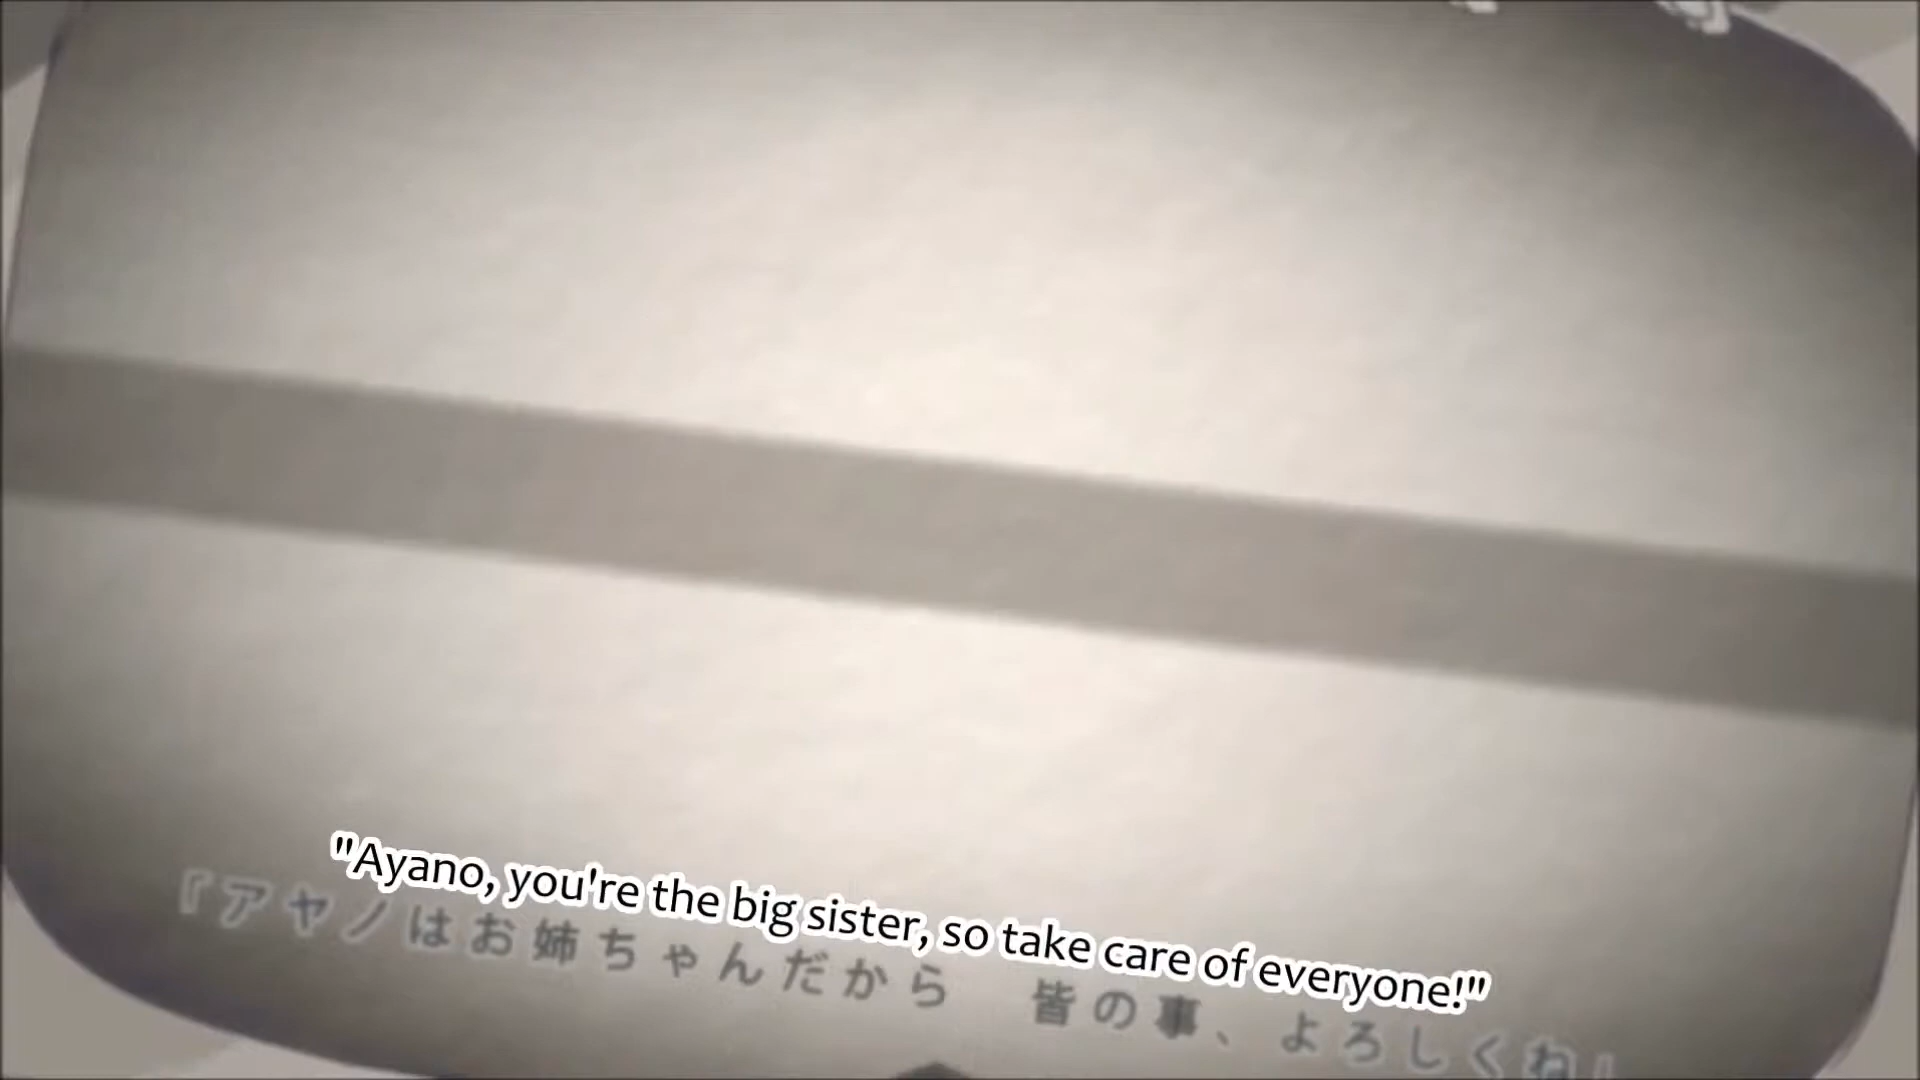 "Ayano, you're the big sister, so take care of everyone!"
「アヤノはお姉ちゃんだから　皆の事、よろしくね」